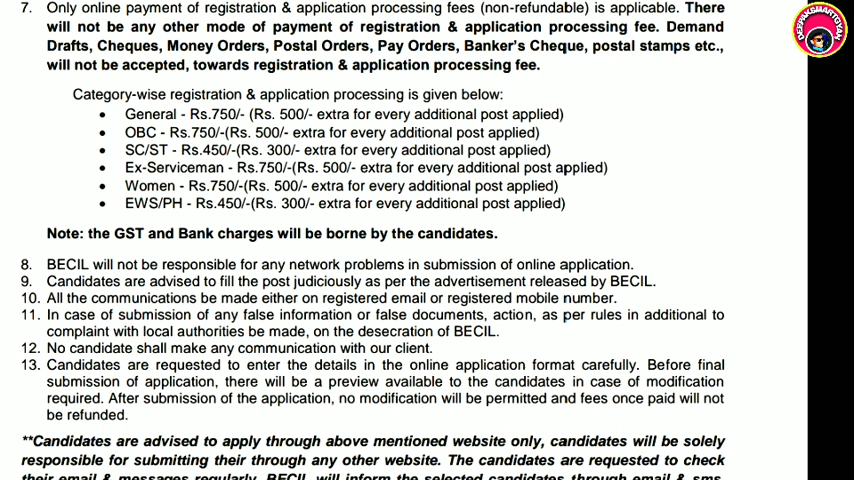 7. Only online payment of registration & application processing fees (non-refundable) is applicable. There
will not be any other mode of payment of registration & application processing fee. Demand
Drafts, Cheques, Money Orders, Postal Orders, Pay Orders, Banker's Cheque, postal stamps etc.,
will not be accepted, towards registration & application processing fee.
Category-wise registration & application processing is given below:
• General - Rs.750/- (Rs. 500/- extra for every additional post applied)
• OBC - Rs.750/-(Rs. 500/- extra for every additional post applied)
• SC/ST - Rs.450/-(Rs. 300/- extra for every additional post applied)
• Ex-Serviceman - Rs.750/-(Rs. 500/- extra for every additional post applied)
• Women - Rs.750/-(Rs. 500/- extra for every additional post applied)
• EWS/PH - Rs.450/-(Rs. 300/- extra for every additional post applied)
Note: the GST and Bank charges will be borne by the candidates.
8. BECIL will not be responsible for any network problems in submission of online application.
9. Candidates are advised to fill the post judiciously as per the advertisement released by BECIL.
10. All the communications be made either on registered email or registered mobile number.
11. In case of submission of any false information or false documents, action, as per rules in additional to
complaint with local authorities be made, on the desecration of BECIL.
12. No candidate shall make any communication with our client.
13. Candidates are requested to enter the details in the online application format carefully. Before final
submission of application, there will be a preview available to the candidates in case of modification
required. After submission of the application, no modification will be permitted and fees once paid will not
be refunded.
**Candidates are advised to apply through above mentioned website only, candidates will be solely
responsible for submitting their through any other website. The candidates are requested to check
their email & messages regularly. BECIL will inform the selected candidates through email & sms.
DEEPAKSMARTGYAN